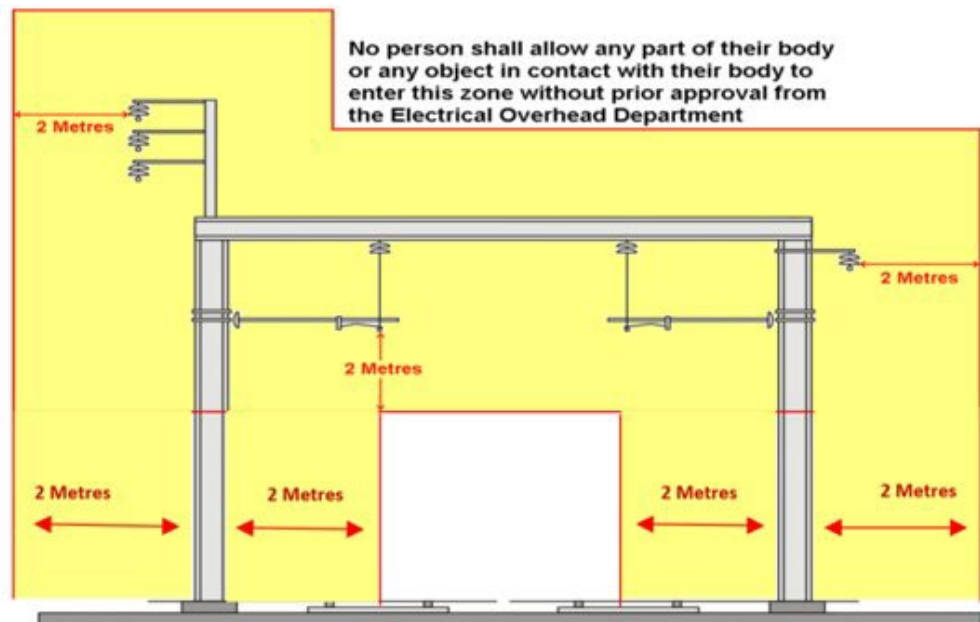 No person shall allow any part of their body
or any object in contact with their body to
enter this zone without prior approval from
the Electrical Overhead Department
2 Metres
2 Metres
2 Metres
2 Metres
2 Metres
2 Metres
2 Metres